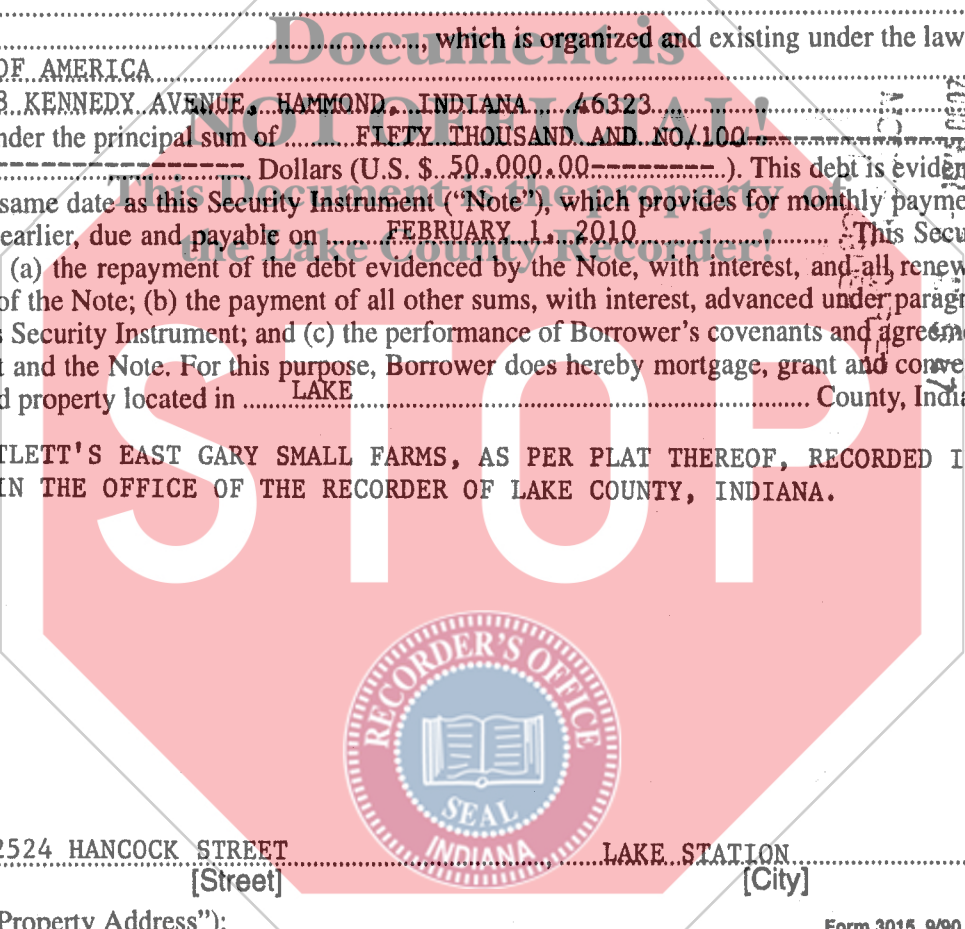 Document is
NOT OFFICIAL!
This Document is the property of
the Lake County Recorder!
STOP
, which is organized and existing under the law
OF AMERICA
KENNEDY AVENUE, HAMMOND, INDIANA 46323
nder the principal sum of FIFTY THOUSAND AND NO/100----------
---------------------- Dollars (U.S. $ 50,000.00--------- ). This debt is eviden
same date as this Security Instrument ("Note"), which provides for monthly payme
earlier, due and payable on FEBRUARY 1, 2010 This Secu
(a) the repayment of the debt evidenced by the Note, with interest, and all renew
of the Note; (b) the payment of all other sums, with interest, advanced under paragr
s Security Instrument; and (c) the performance of Borrower's covenants and agreeme
t and the Note. For this purpose, Borrower does hereby mortgage, grant and conve
d property located in LAKE County, India
TLETT'S EAST GARY SMALL FARMS, AS PER PLAT THEREOF, RECORDED I
IN THE OFFICE OF THE RECORDER OF LAKE COUNTY, INDIANA.
RECORDER'S OFFICE
SEAL
INDIANA
2524 HANCOCK STREET, LAKE STATION
[Street] [City]
Property Address");
Form 3015 9/90